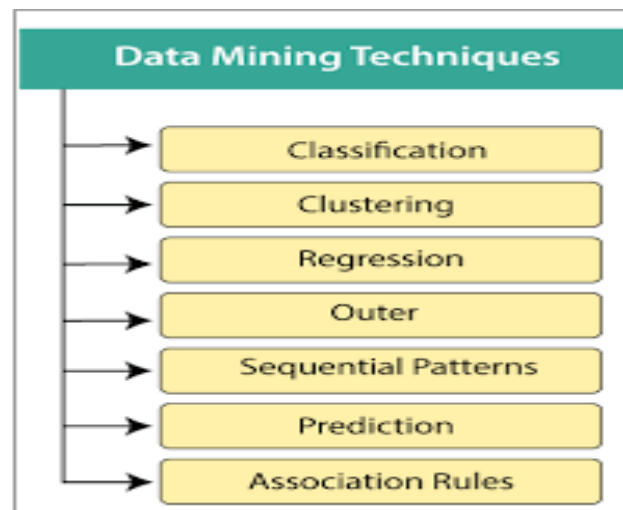 Data Mining Techniques
Classification
Clustering
Regression
Outer
Sequential Patterns
Prediction
Association Rules